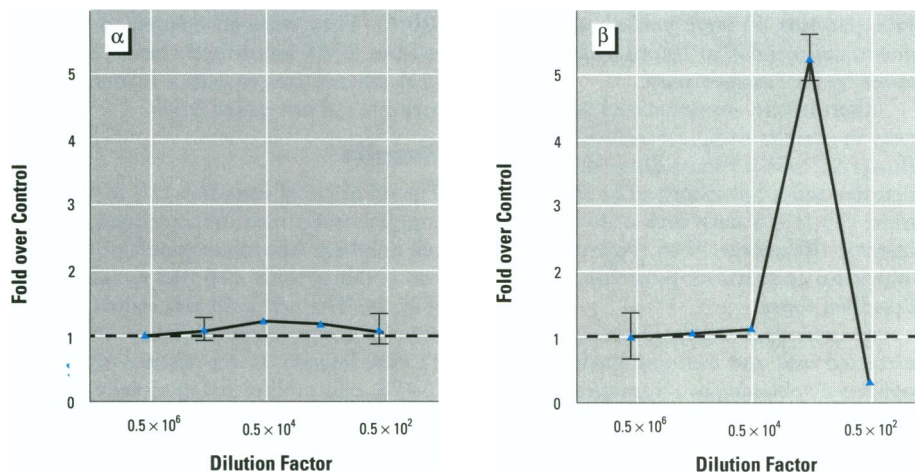 α
5
4
3
2
1
0
Fold over Control
0.5 × 10⁶
0.5 × 10⁴
0.5 × 10²
Dilution Factor
β
5
4
3
2
1
0
Fold over Control
0.5 × 10⁶
0.5 × 10⁴
0.5 × 10²
Dilution Factor